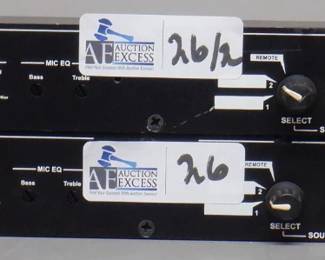 MIC EQ
Bass
Treble
AE AUCTION
EXCESS
26/2
REMOTE
2
1
SELECT
S
MIC EQ
Bass
Treble
AE AUCTION
EXCESS
26
REMOTE
2
1
SELECT
SOU